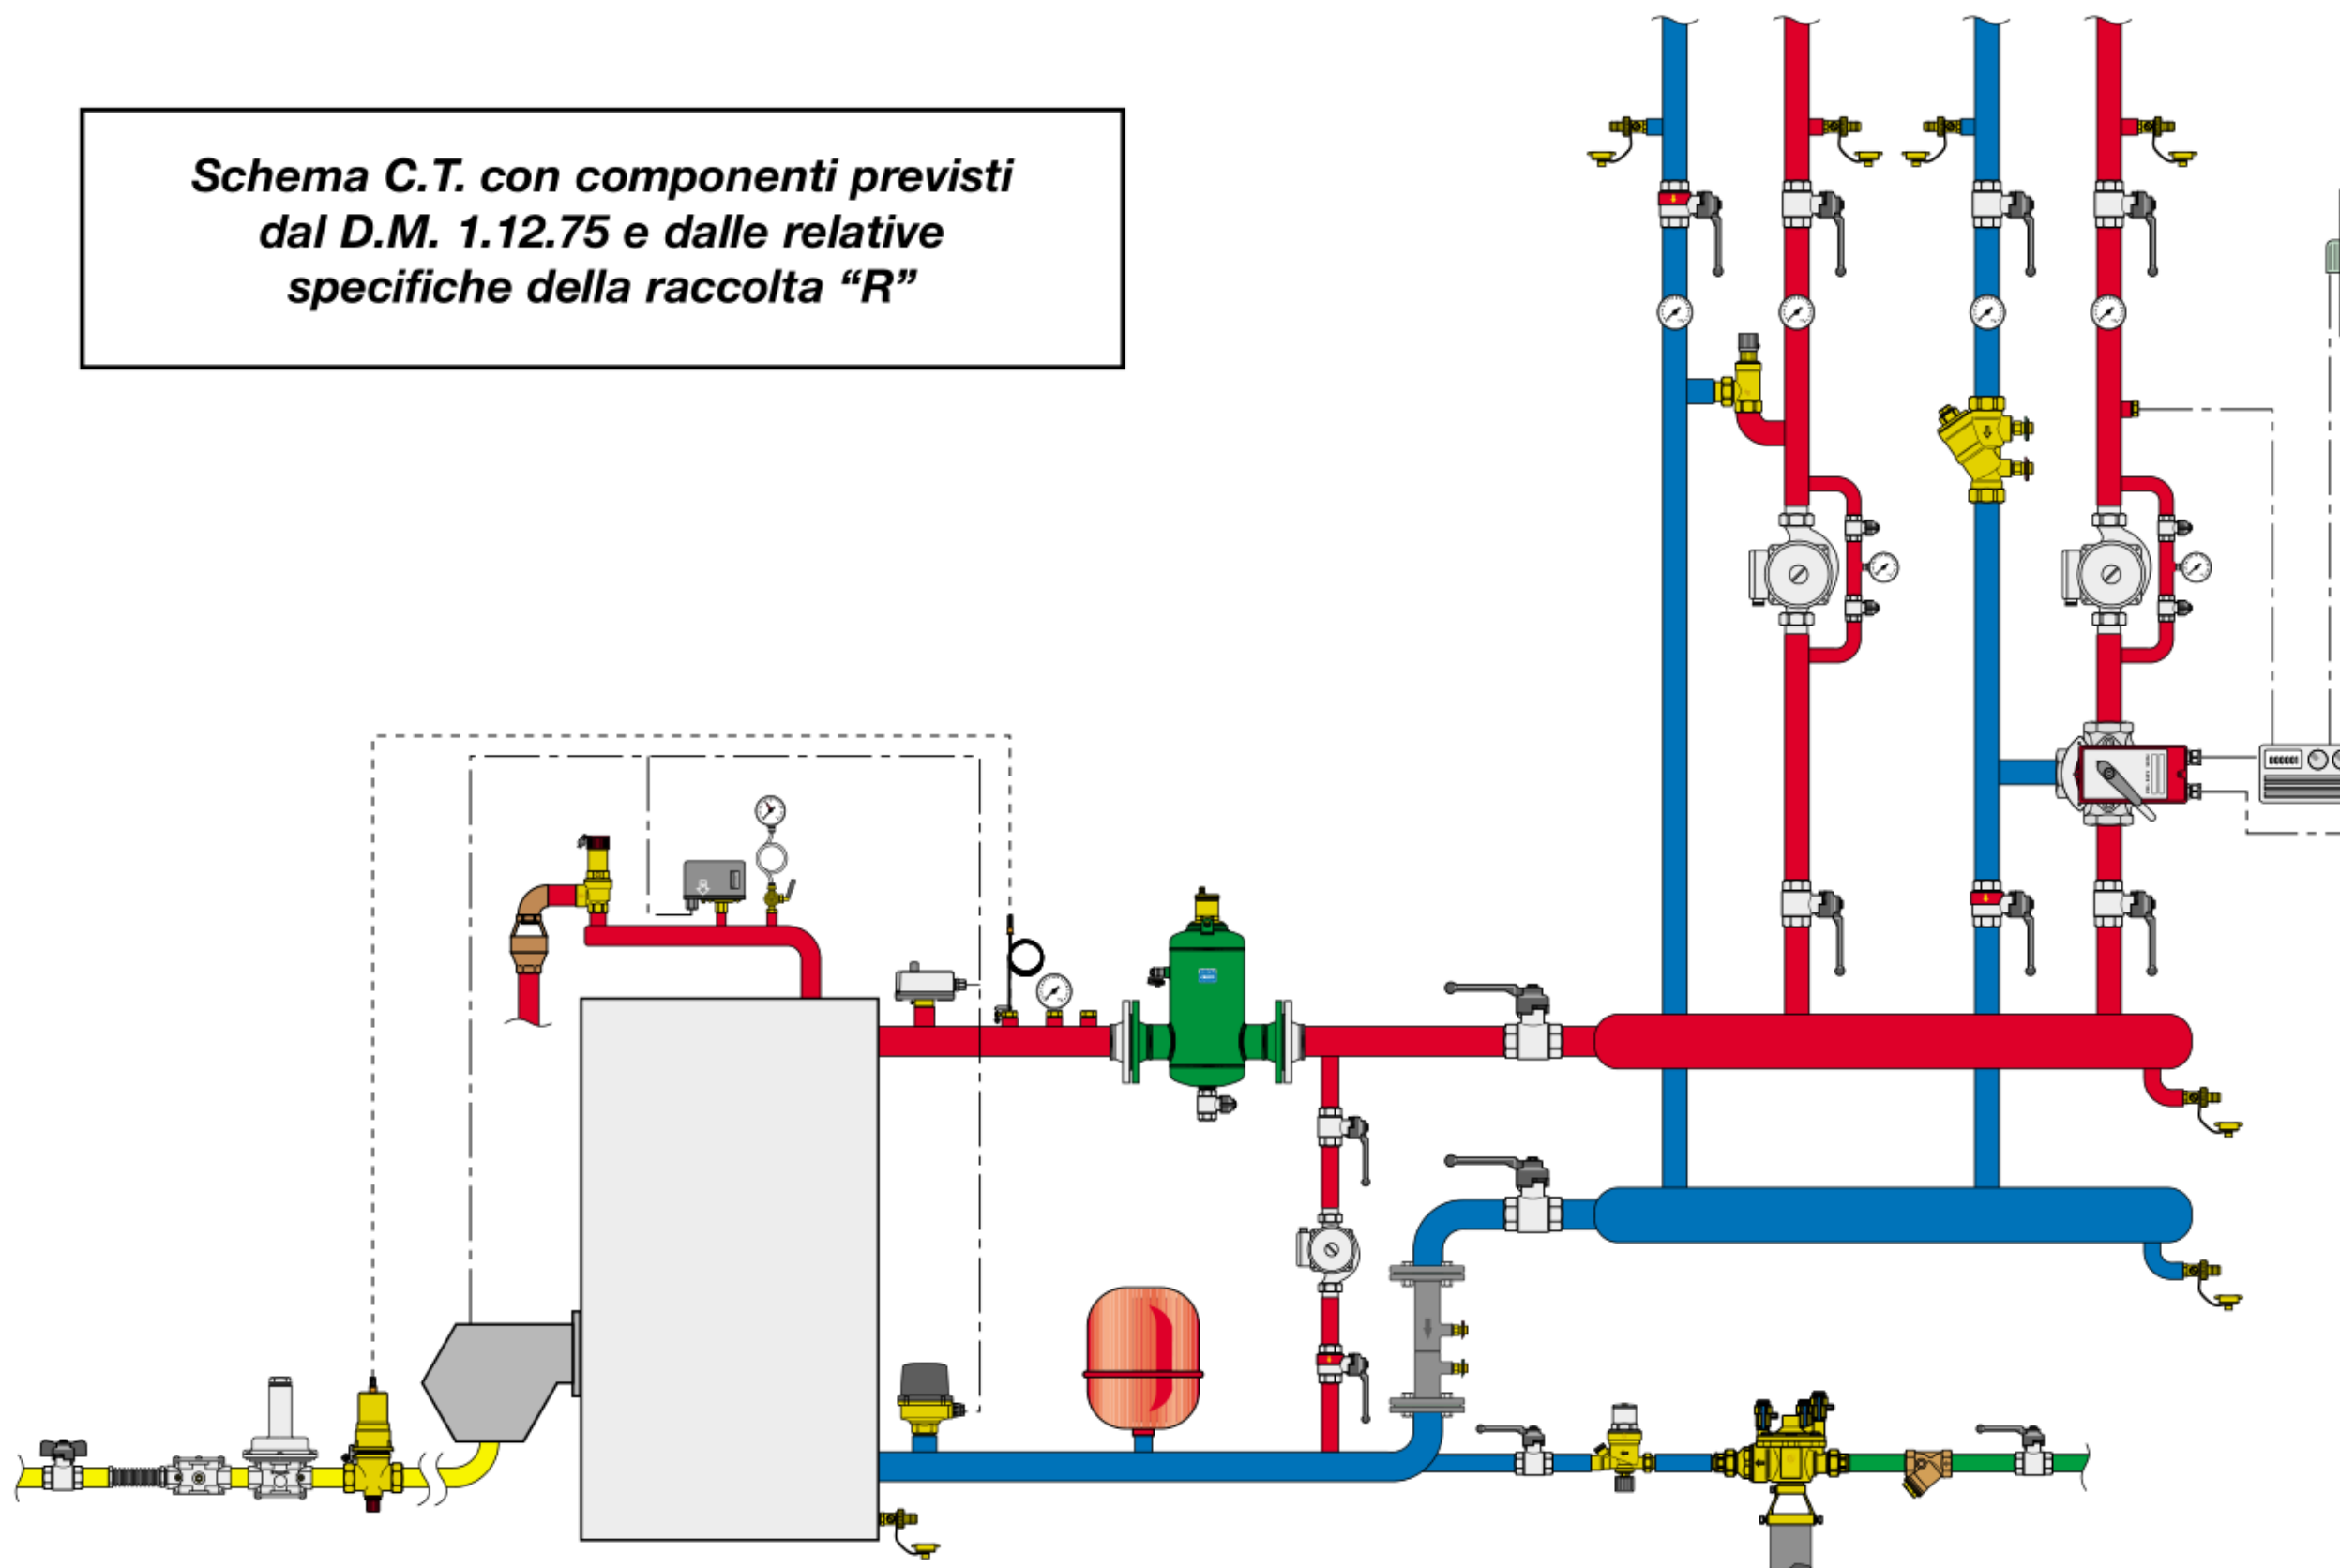 Schema C.T. con componenti previsti
dal D.M. 1.12.75 e dalle relative
specifiche della raccolta “R”